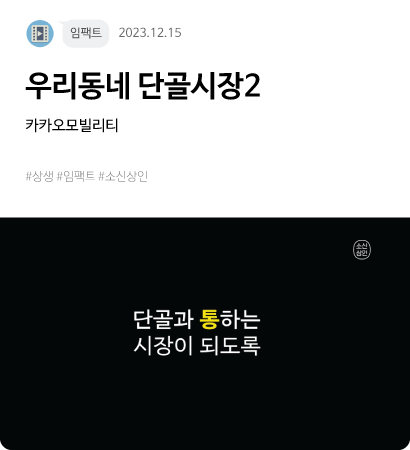 임팩트 2023.12.15
우리동네 단골시장2
카카오모빌리티
#상생 #임팩트 #소신상인
소신
상인
단골과 통하는
시장이 되도록